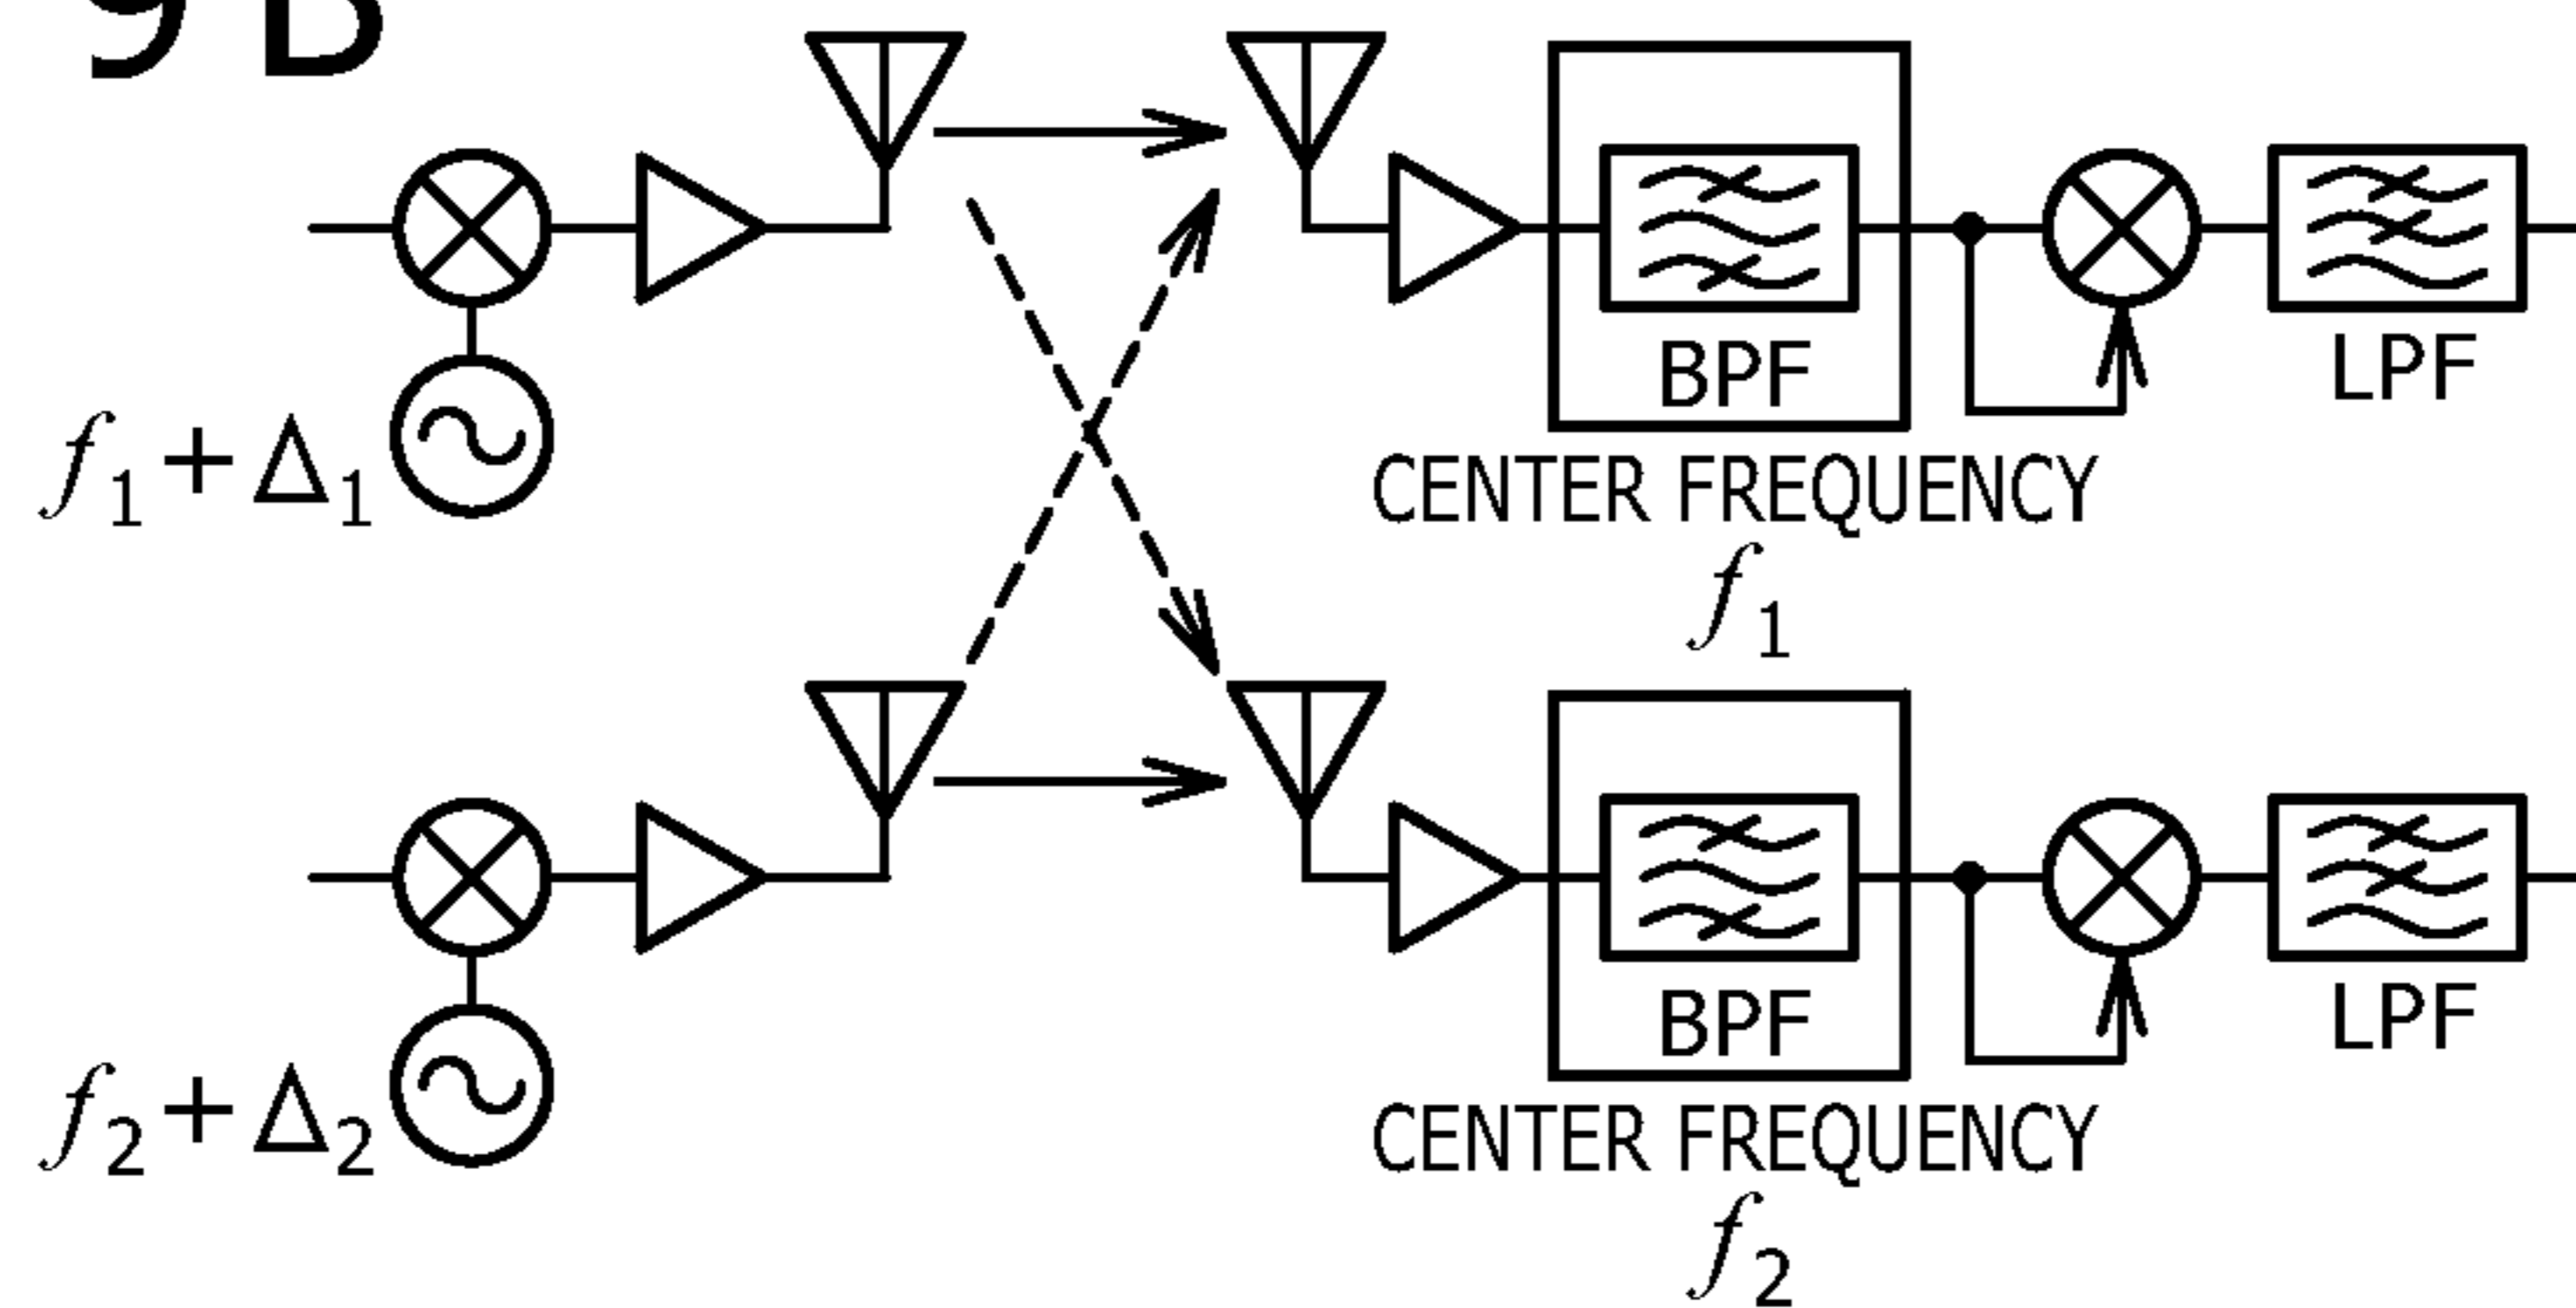 9B
f₁+Δ₁
BPF
LPF
CENTER FREQUENCY
f₁
f₂+Δ₂
BPF
LPF
CENTER FREQUENCY
f₂